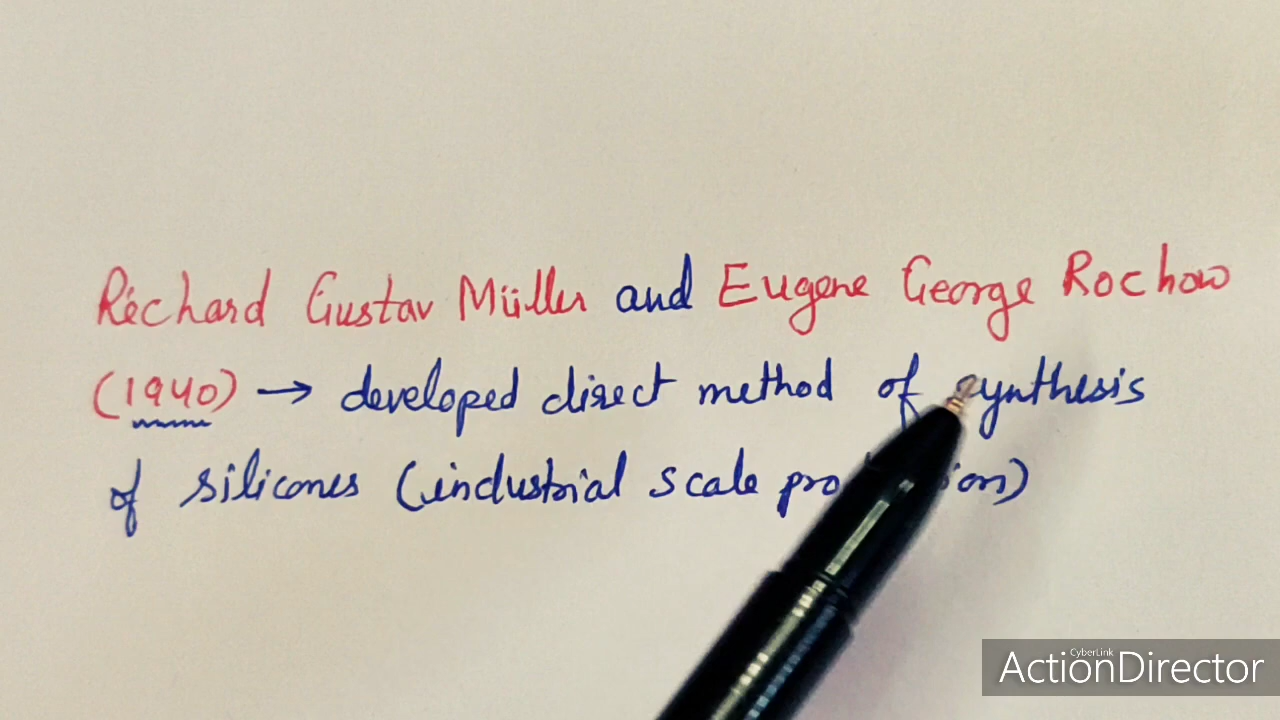 Richard Gustav Müller and Eugene George Rochow
(1940) → developed direct method of synthesis
of silicones (industrial scale
CyberLink
ActionDirector